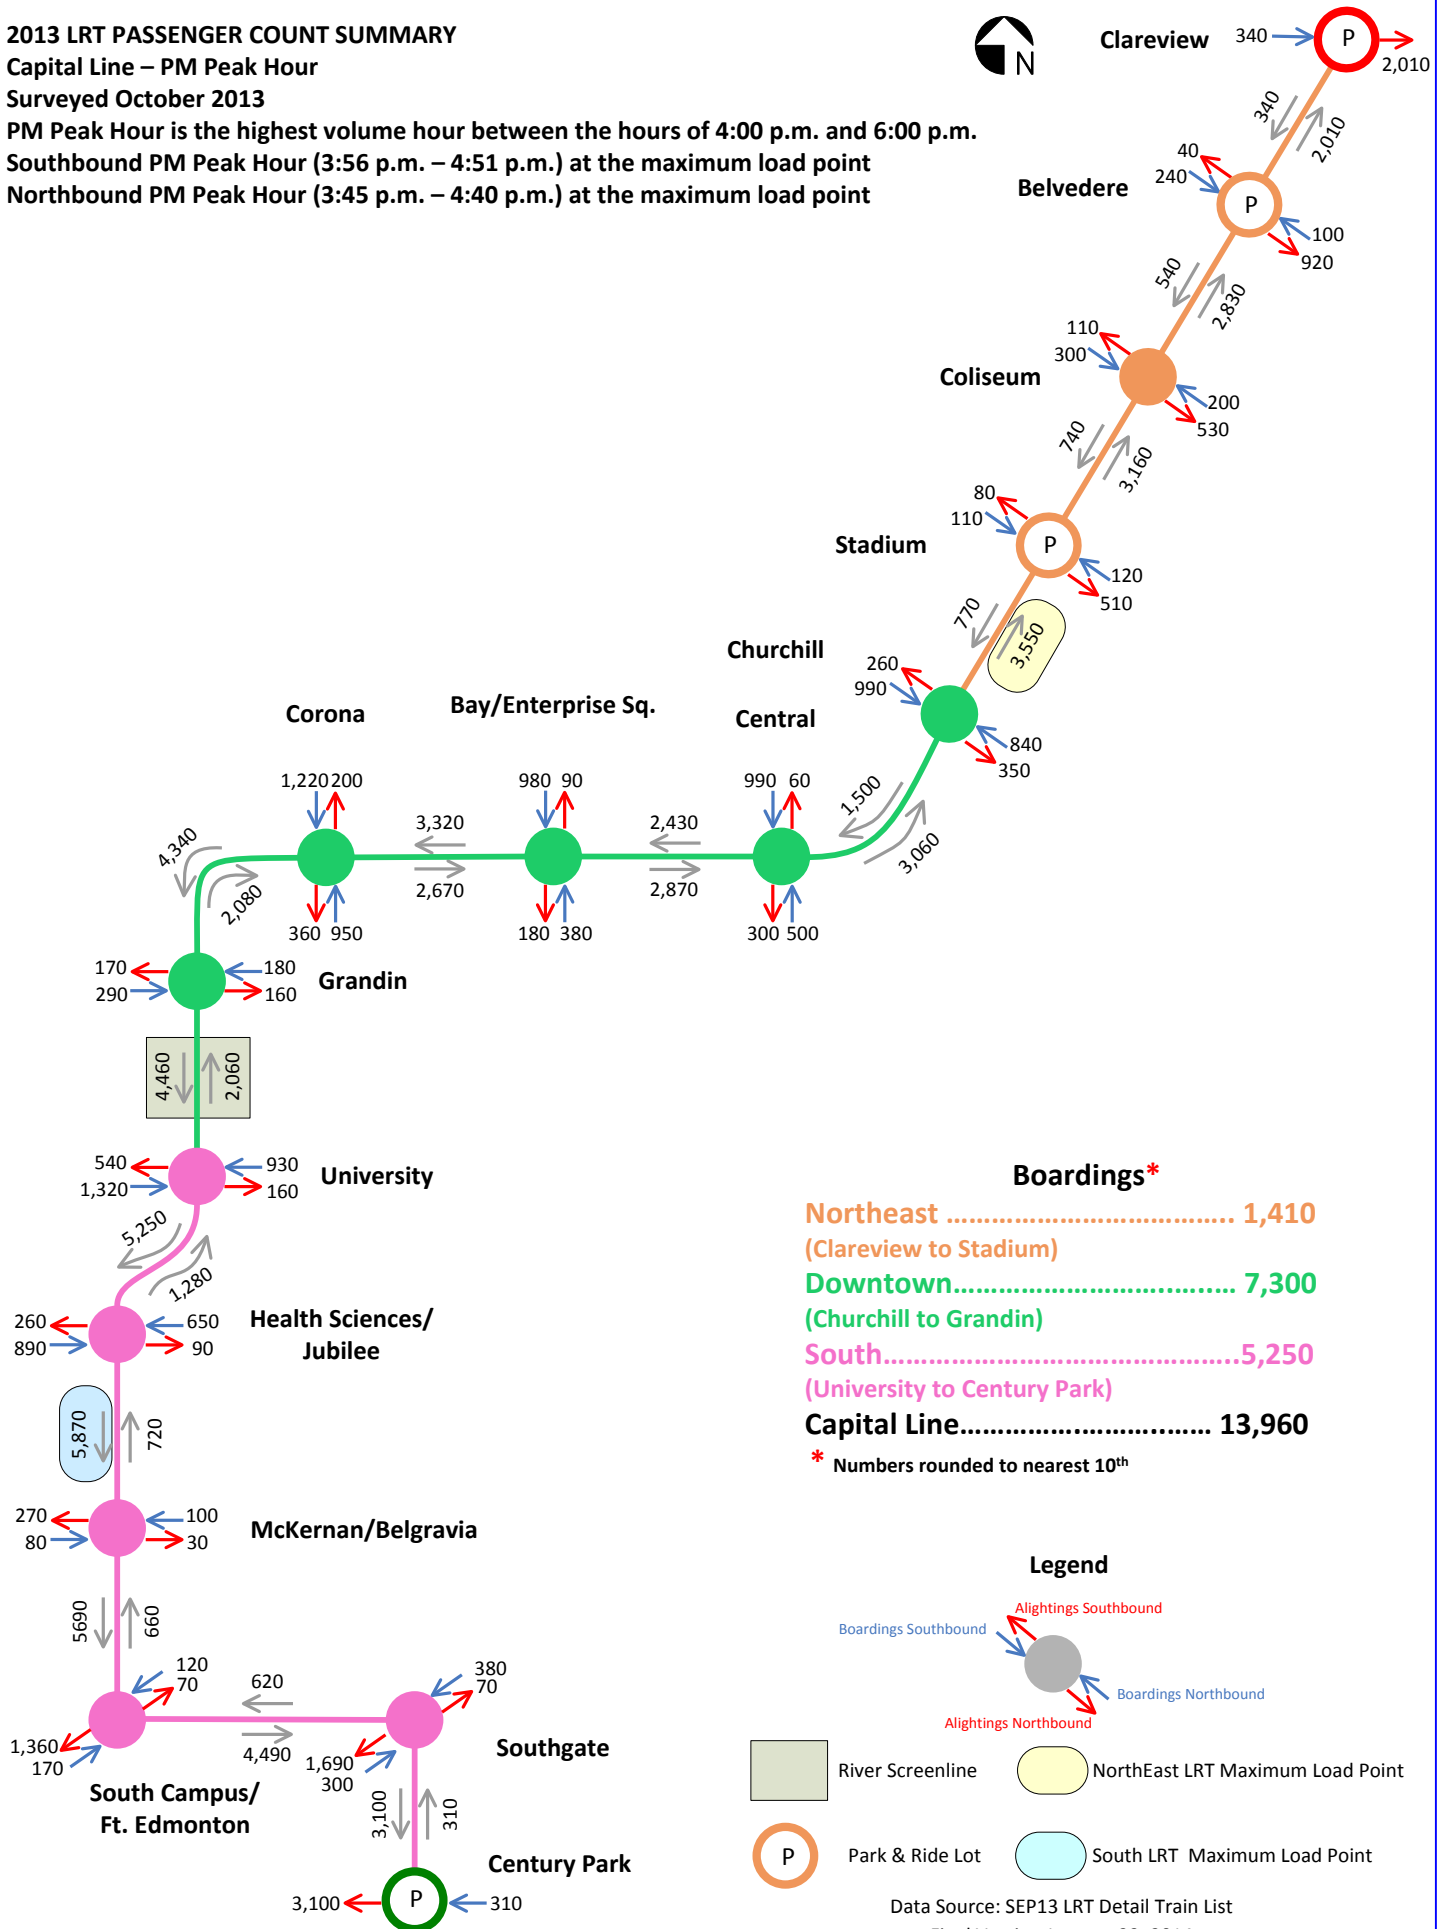 2013 LRT PASSENGER COUNT SUMMARY
Capital Line – PM Peak Hour
Surveyed October 2013
PM Peak Hour is the highest volume hour between the hours of 4:00 p.m. and 6:00 p.m.
Southbound PM Peak Hour (3:56 p.m. – 4:51 p.m.) at the maximum load point
Northbound PM Peak Hour (3:45 p.m. – 4:40 p.m.) at the maximum load point
N
Clareview 340 P
2,010
340
2,010
40
240
Belvedere
P
100
920
540
2,830
110
300
Coliseum
200
530
740
3,160
80
110
Stadium
P
120
510
770
3,550
Churchill
260
990
840
350
1,500
3,060
Central
990 60
300 500
2,430
2,870
Bay/Enterprise Sq.
980 90
180 380
3,320
2,670
Corona
1,220 200
360 950
4,340
2,080
170 180
290 160
Grandin
4,460 2,060
540 930
1,320 160
University
5,250
1,280
260 650
890 90
Health Sciences/
Jubilee
5,870 720
270 100
80 30
McKernan/Belgravia
5690 660
120
70
1,360
170
South Campus/
Ft. Edmonton
620
4,490
380
70
1,690
300
Southgate
3,100 310
Century Park
3,100 P 310
Boardings*
Northeast ………………………………….. 1,410
(Clareview to Stadium)
Downtown…………………………..…..… 7,300
(Churchill to Grandin)
South…………………………………………..5,250
(University to Century Park)
Capital Line……………..………..…… 13,960
* Numbers rounded to nearest 10th
Legend
Alightings Southbound
Boardings Southbound
Boardings Northbound
Alightings Northbound
River Screenline
NorthEast LRT Maximum Load Point
P Park & Ride Lot
South LRT Maximum Load Point
Data Source: SEP13 LRT Detail Train List